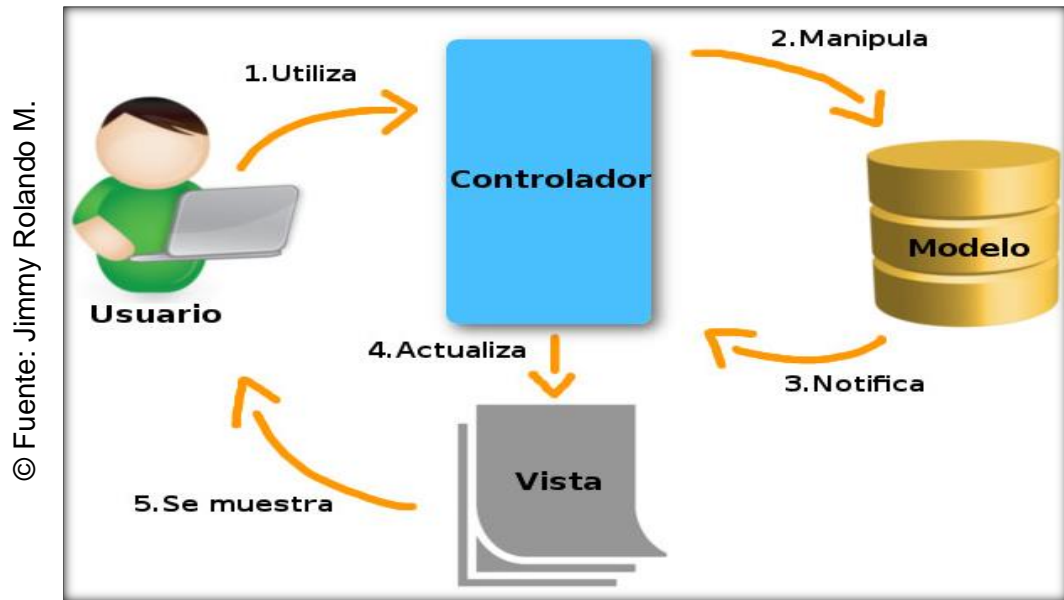 © Fuente: Jimmy Rolando M.
1.Utiliza
2.Manipula
Controlador
Modelo
Usuario
4.Actualiza
3.Notifica
Vista
5.Se muestra